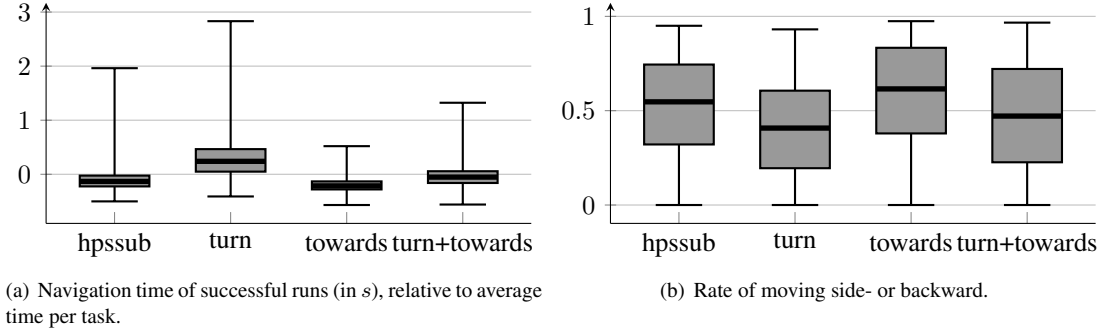 3
2
1
0
hpssub turn towards turn+towards
(a) Navigation time of successful runs (in s), relative to average
time per task.
1
0.5
0
hpssub turn towards turn+towards
(b) Rate of moving side- or backward.